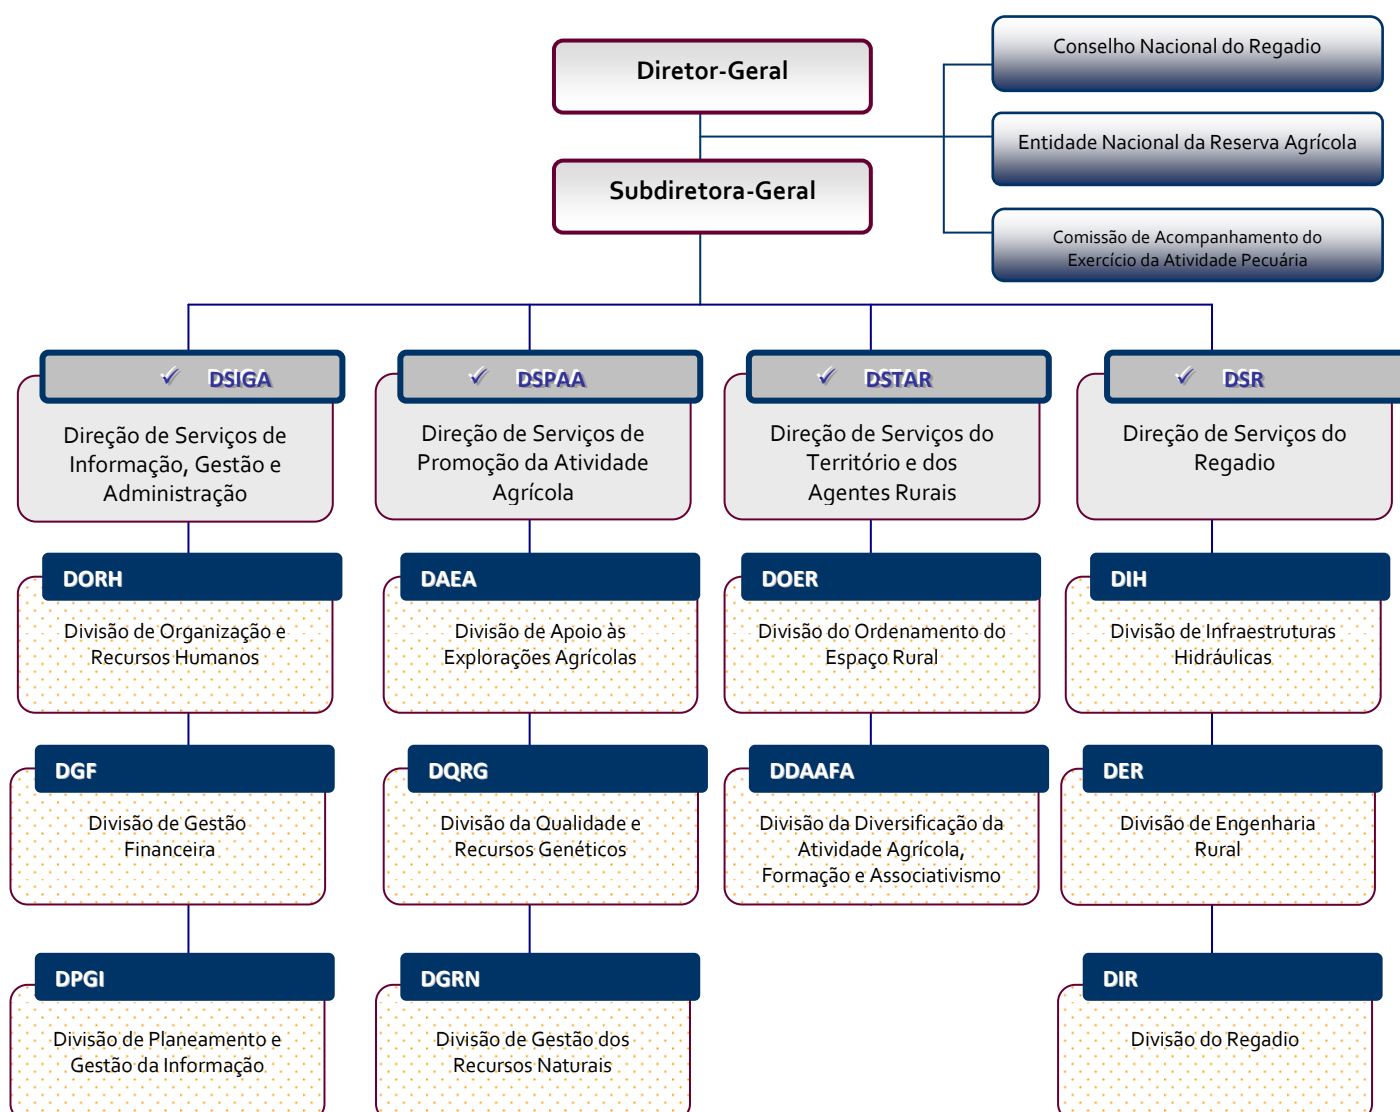 Diretor-Geral
Subdiretora-Geral
Conselho Nacional do Regadio
Entidade Nacional da Reserva Agrícola
Comissão de Acompanhamento do
Exercício da Atividade Pecuária
✓ DSIGA
Direção de Serviços de
Informação, Gestão e
Administração
✓ DSPAA
Direção de Serviços de
Promoção da Atividade
Agrícola
✓ DSTAR
Direção de Serviços do
Território e dos
Agentes Rurais
✓ DSR
Direção de Serviços do
Regadio
DORH
Divisão de Organização e
Recursos Humanos
DAEA
Divisão de Apoio às
Explorações Agrícolas
DOER
Divisão do Ordenamento do
Espaço Rural
DIH
Divisão de Infraestruturas
Hidráulicas
DGF
Divisão de Gestão
Financeira
DQRG
Divisão da Qualidade e
Recursos Genéticos
DDAAFA
Divisão da Diversificação da
Atividade Agrícola,
Formação e Associativismo
DER
Divisão de Engenharia
Rural
DPGI
Divisão de Planeamento e
Gestão da Informação
DGRN
Divisão de Gestão dos
Recursos Naturais
DIR
Divisão do Regadio